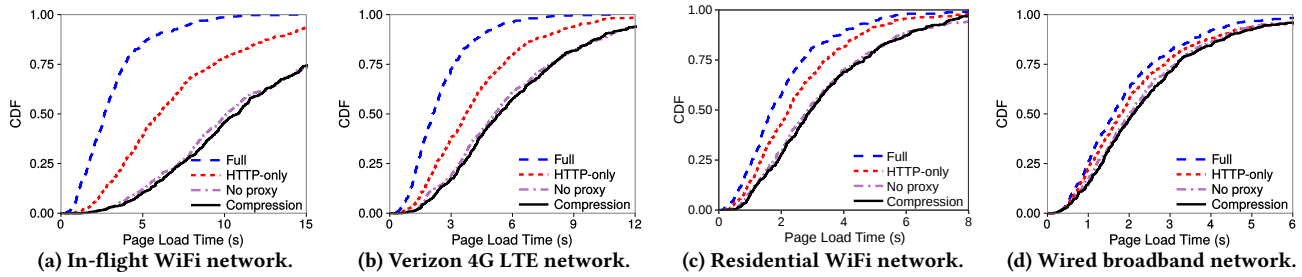 CDF
1.00
0.75
0.50
0.25
0.00
Full
HTTP-only
No proxy
Compression
0 5 10 15
Page Load Time (s)
(a) In-flight WiFi network.
CDF
1.00
0.75
0.50
0.25
0.00
Full
HTTP-only
No proxy
Compression
0 3 6 9 12
Page Load Time (s)
(b) Verizon 4G LTE network.
CDF
1.00
0.75
0.50
0.25
0.00
Full
HTTP-only
No proxy
Compression
0 2 4 6 8
Page Load Time (s)
(c) Residential WiFi network.
CDF
1.00
0.75
0.50
0.25
0.00
Full
HTTP-only
No proxy
Compression
0 1 2 3 4 5 6
Page Load Time (s)
(d) Wired broadband network.